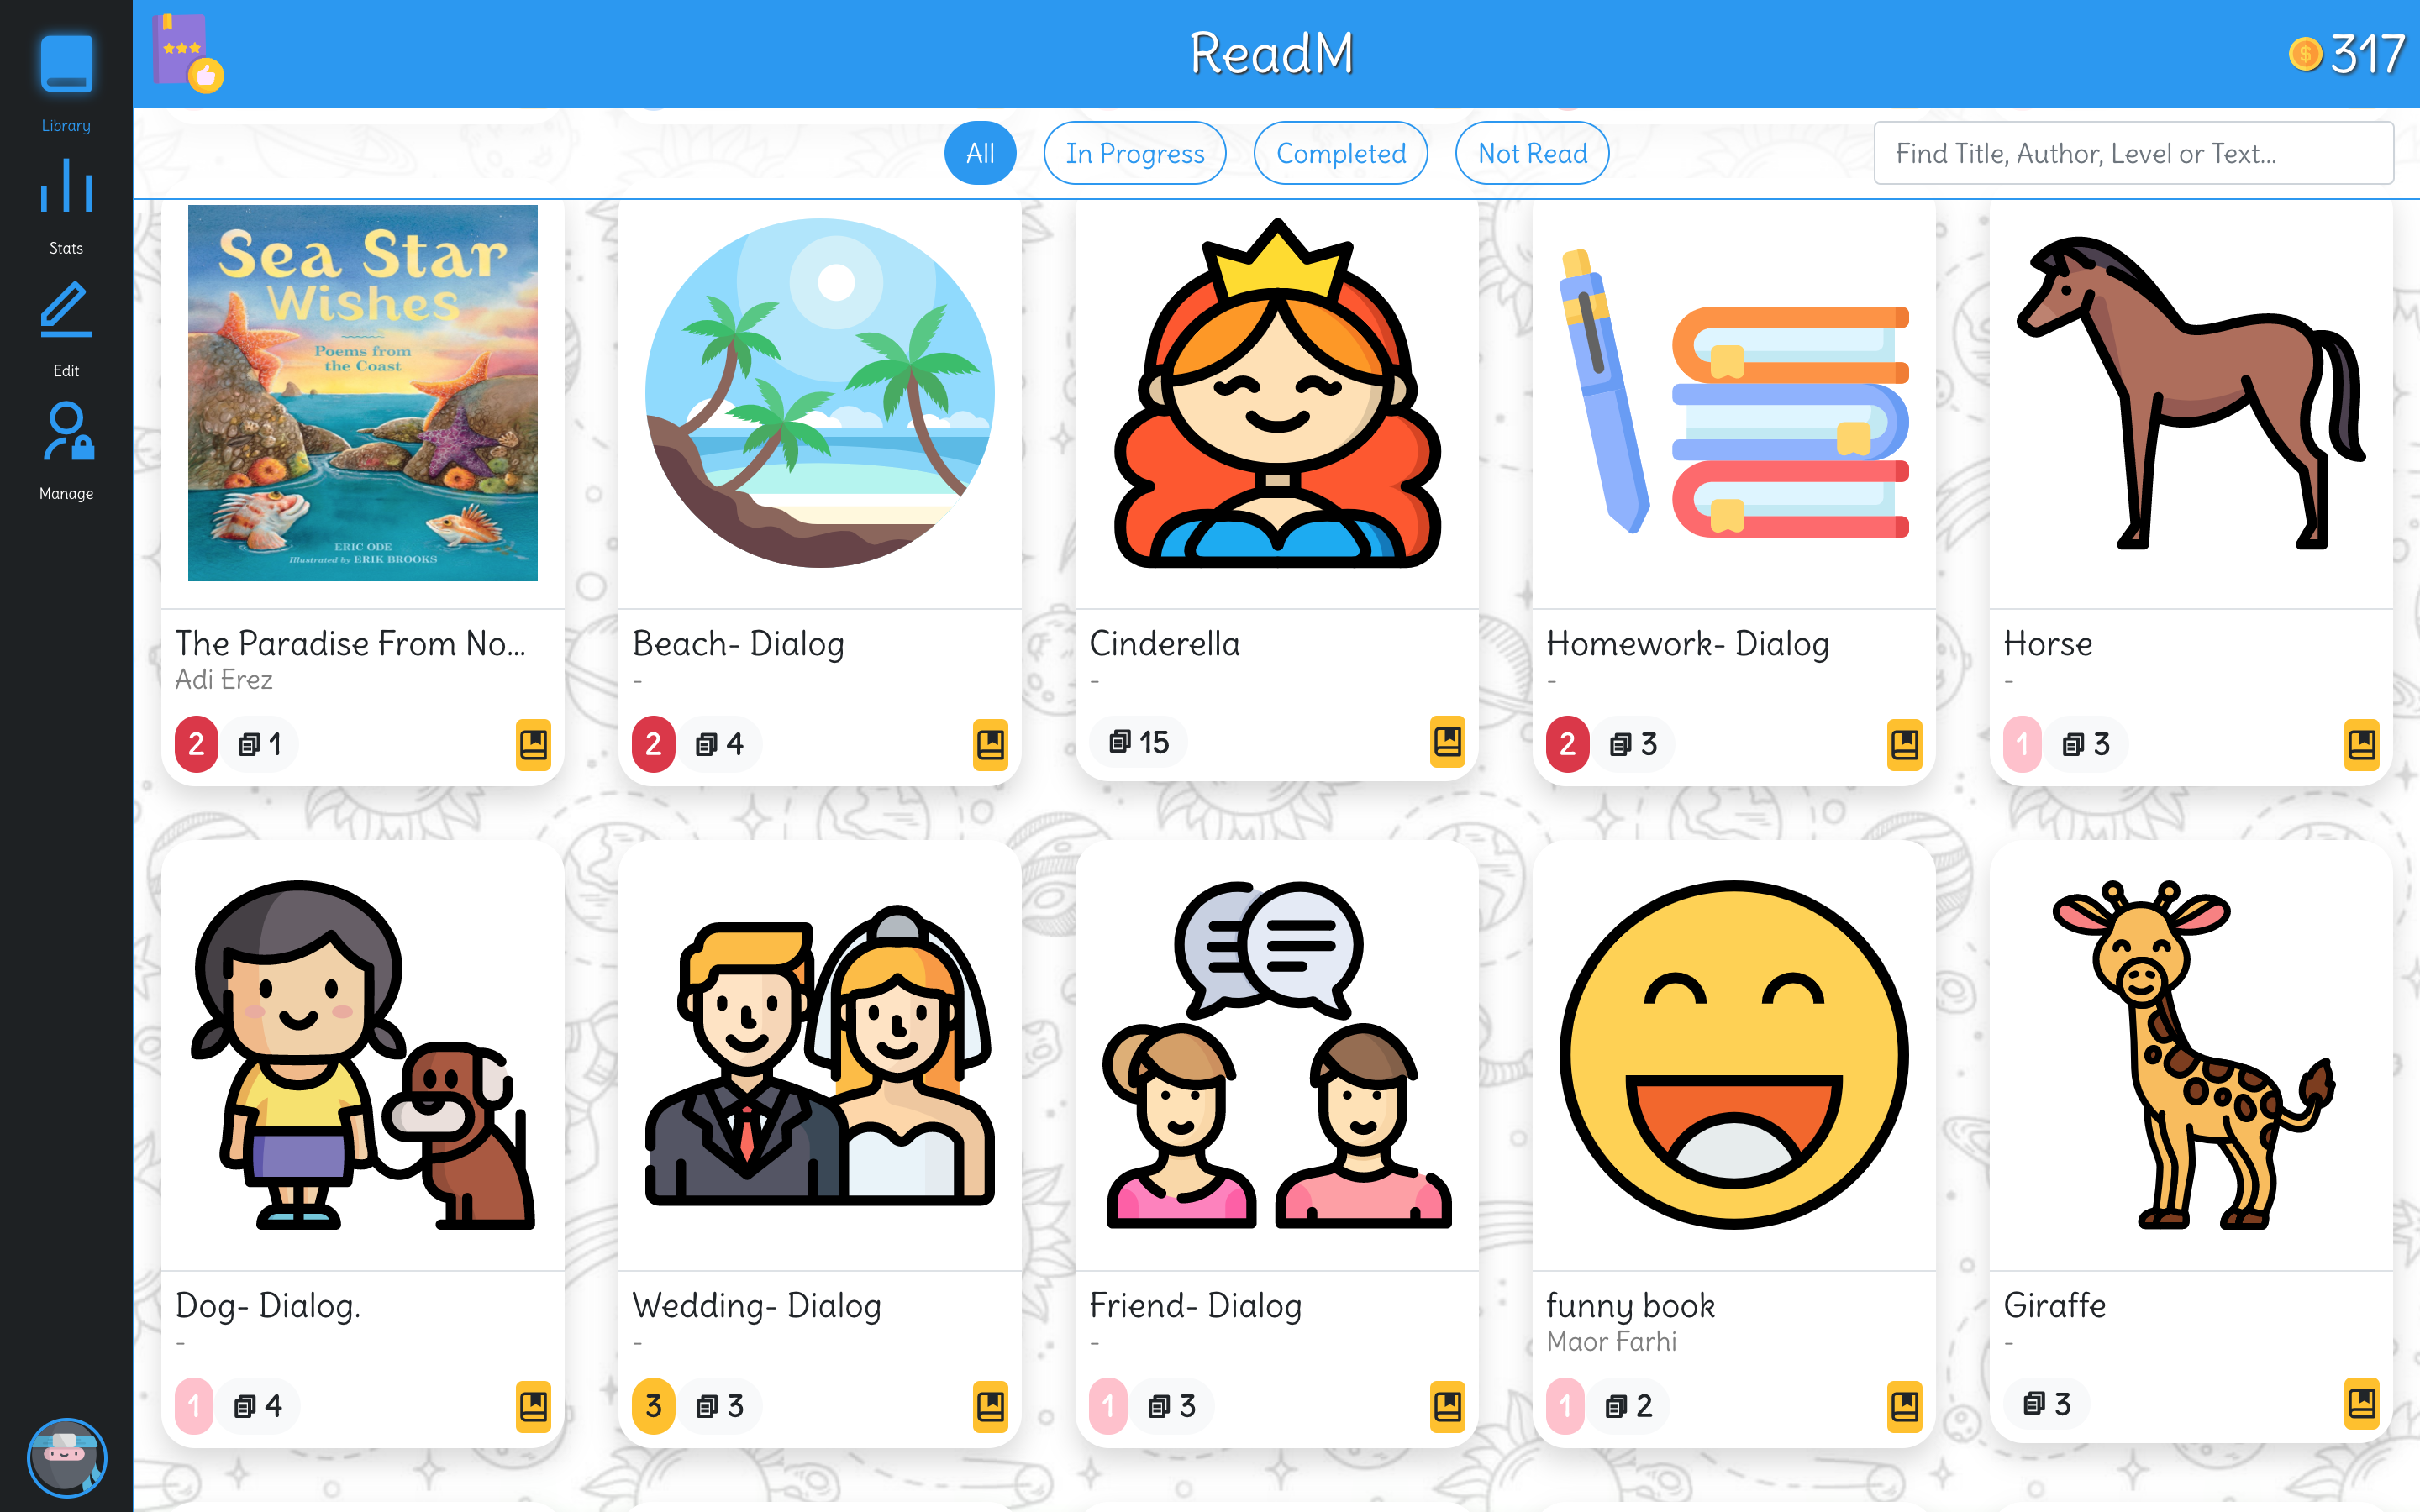 ReadM
317
Library
Stats
Edit
Manage
All
In Progress
Completed
Not Read
Find Title, Author, Level or Text...
Sea Star
Wishes
Poems from
the Coast
ERIC ODE
Illustrated by ERIK BROOKS
The Paradise From No...
Adi Erez
2
1
Beach- Dialog
-
2
4
Cinderella
-
15
Homework- Dialog
-
2
3
Horse
-
1
3
Dog- Dialog.
-
1
4
Wedding- Dialog
-
3
3
Friend- Dialog
-
1
3
funny book
Maor Farhi
1
2
Giraffe
-
3